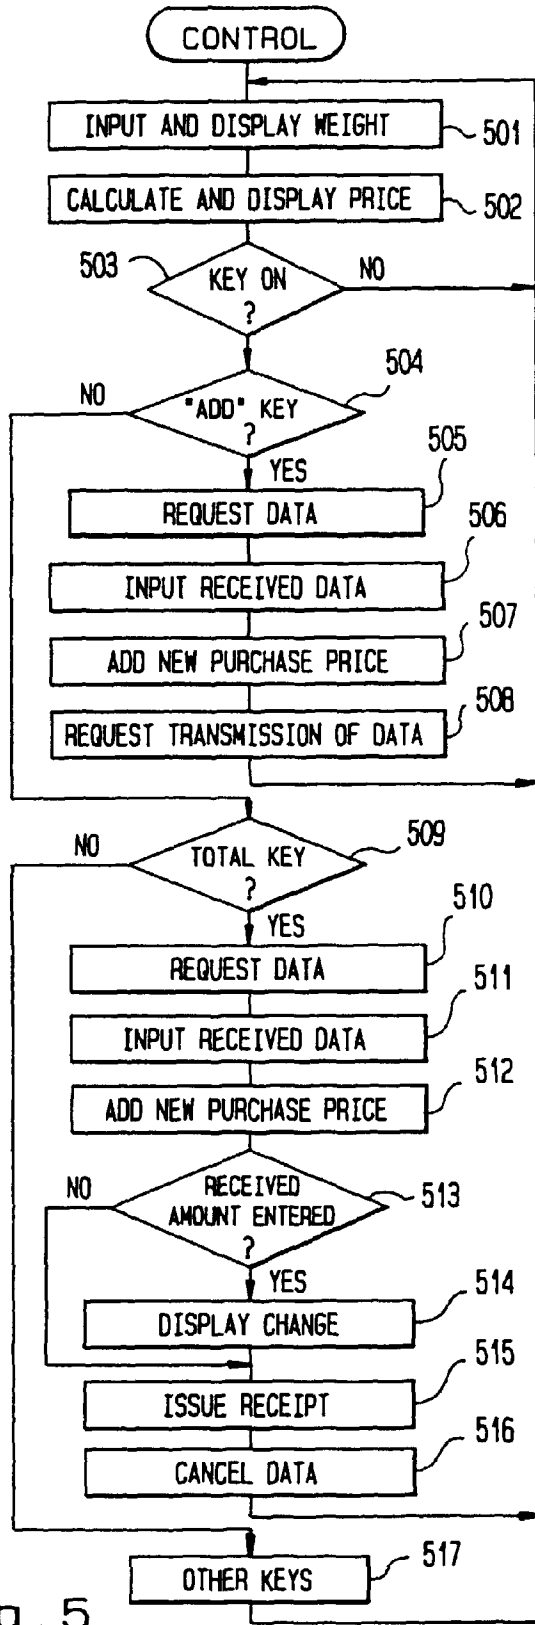 CONTROL
INPUT AND DISPLAY WEIGHT
501
CALCULATE AND DISPLAY PRICE
502
503
KEY ON
?
NO
504
NO
"ADD" KEY
?
YES
505
REQUEST DATA
506
INPUT RECEIVED DATA
507
ADD NEW PURCHASE PRICE
508
REQUEST TRANSMISSION OF DATA
509
NO
TOTAL KEY
?
YES
510
REQUEST DATA
511
INPUT RECEIVED DATA
512
ADD NEW PURCHASE PRICE
NO
RECEIVED
AMOUNT ENTERED
?
513
YES
514
DISPLAY CHANGE
515
ISSUE RECEIPT
516
CANCEL DATA
517
OTHER KEYS
5